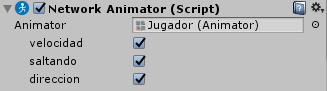 Network Animator (Script)
Animator Jugador (Animator)
velocidad
saltando
direccion